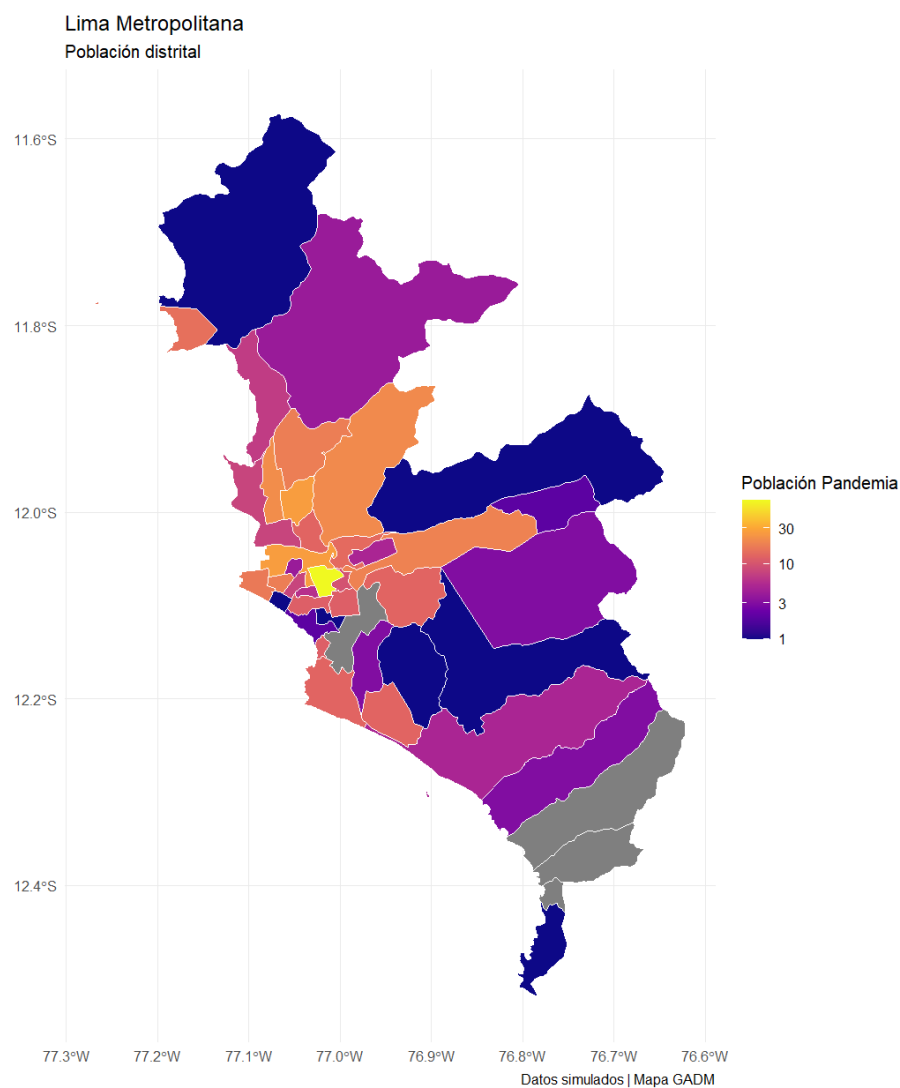 Lima Metropolitana
Población distrital
11.6°S
11.8°S
12.0°S
12.2°S
12.4°S
77.3°W 77.2°W 77.1°W 77.0°W 76.9°W 76.8°W 76.7°W 76.6°W
Población Pandemia
30
10
3
1
Datos simulados | Mapa GADM